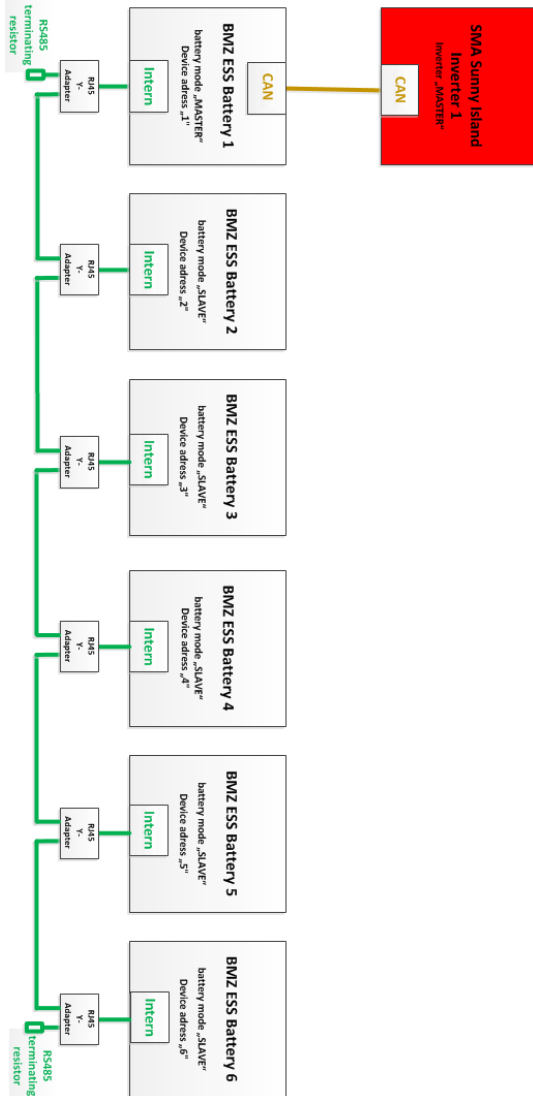 SMA Sunny Island
Inverter 1
Inverter „MASTER“
CAN
BMZ ESS Battery 1
battery mode „MASTER“
Device adress „1“
CAN
Intern
BMZ ESS Battery 2
battery mode „SLAVE“
Device adress „2“
Intern
BMZ ESS Battery 3
battery mode „SLAVE“
Device adress „3“
Intern
BMZ ESS Battery 4
battery mode „SLAVE“
Device adress „4“
Intern
BMZ ESS Battery 5
battery mode „SLAVE“
Device adress „5“
Intern
BMZ ESS Battery 6
battery mode „SLAVE“
Device adress „6“
Intern
RJ45
Y-
Adapter
RJ45
Y-
Adapter
RJ45
Y-
Adapter
RJ45
Y-
Adapter
RJ45
Y-
Adapter
RJ45
Y-
Adapter
RS485
terminating
resistor
RS485
terminating
resistor